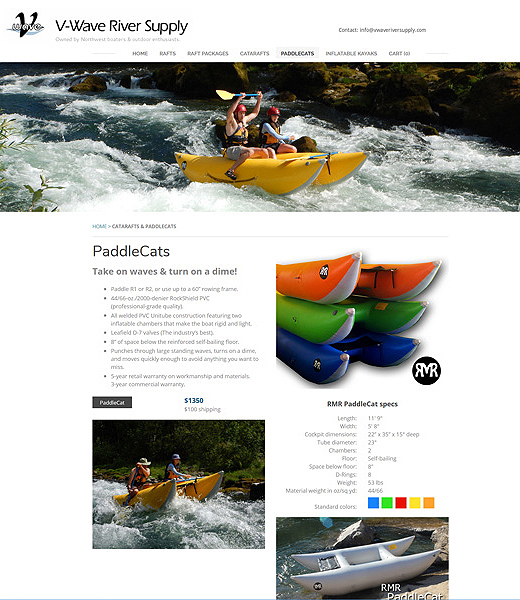 wave
V-Wave River Supply
Owned by Northwest boaters & outdoor enthusiasts.
Contact: info@vwaveriversupply.com
HOME RAFTS RAFT PACKAGES CATARAFTS PADDLECATS INFLATABLE KAYAKS CART (0)
HOME > CATARAFTS & PADDLECATS
PaddleCats
Take on waves & turn on a dime!
• Paddle R1 or R2, or use up to a 60" rowing frame.
• 44/66-oz./2000-denier RockShield PVC
(professional-grade quality).
• All welded PVC Unitube construction featuring two
inflatable chambers that make the boat rigid and light.
• Leafield D-7 valves (The industry's best).
• 8" of space below the reinforced self-bailing floor.
• Punches through large standing waves, turns on a dime,
and moves quickly enough to avoid anything you want to
miss.
• 5-year retail warranty on workmanship and materials.
3-year commercial warranty.
PaddleCat
$1350
$100 shipping
RMR
RMR
RMR PaddleCat specs
Length: 11' 9"
Width: 5' 8"
Cockpit dimensions: 22" x 35" x 15" deep
Tube diameter: 23"
Chambers: 2
Floor: Self-bailing
Space below floor: 8"
D-Rings: 8
Weight: 53 lbs
Material weight in oz/sq yd: 44/66
Standard colors:
RMR
PaddleCat